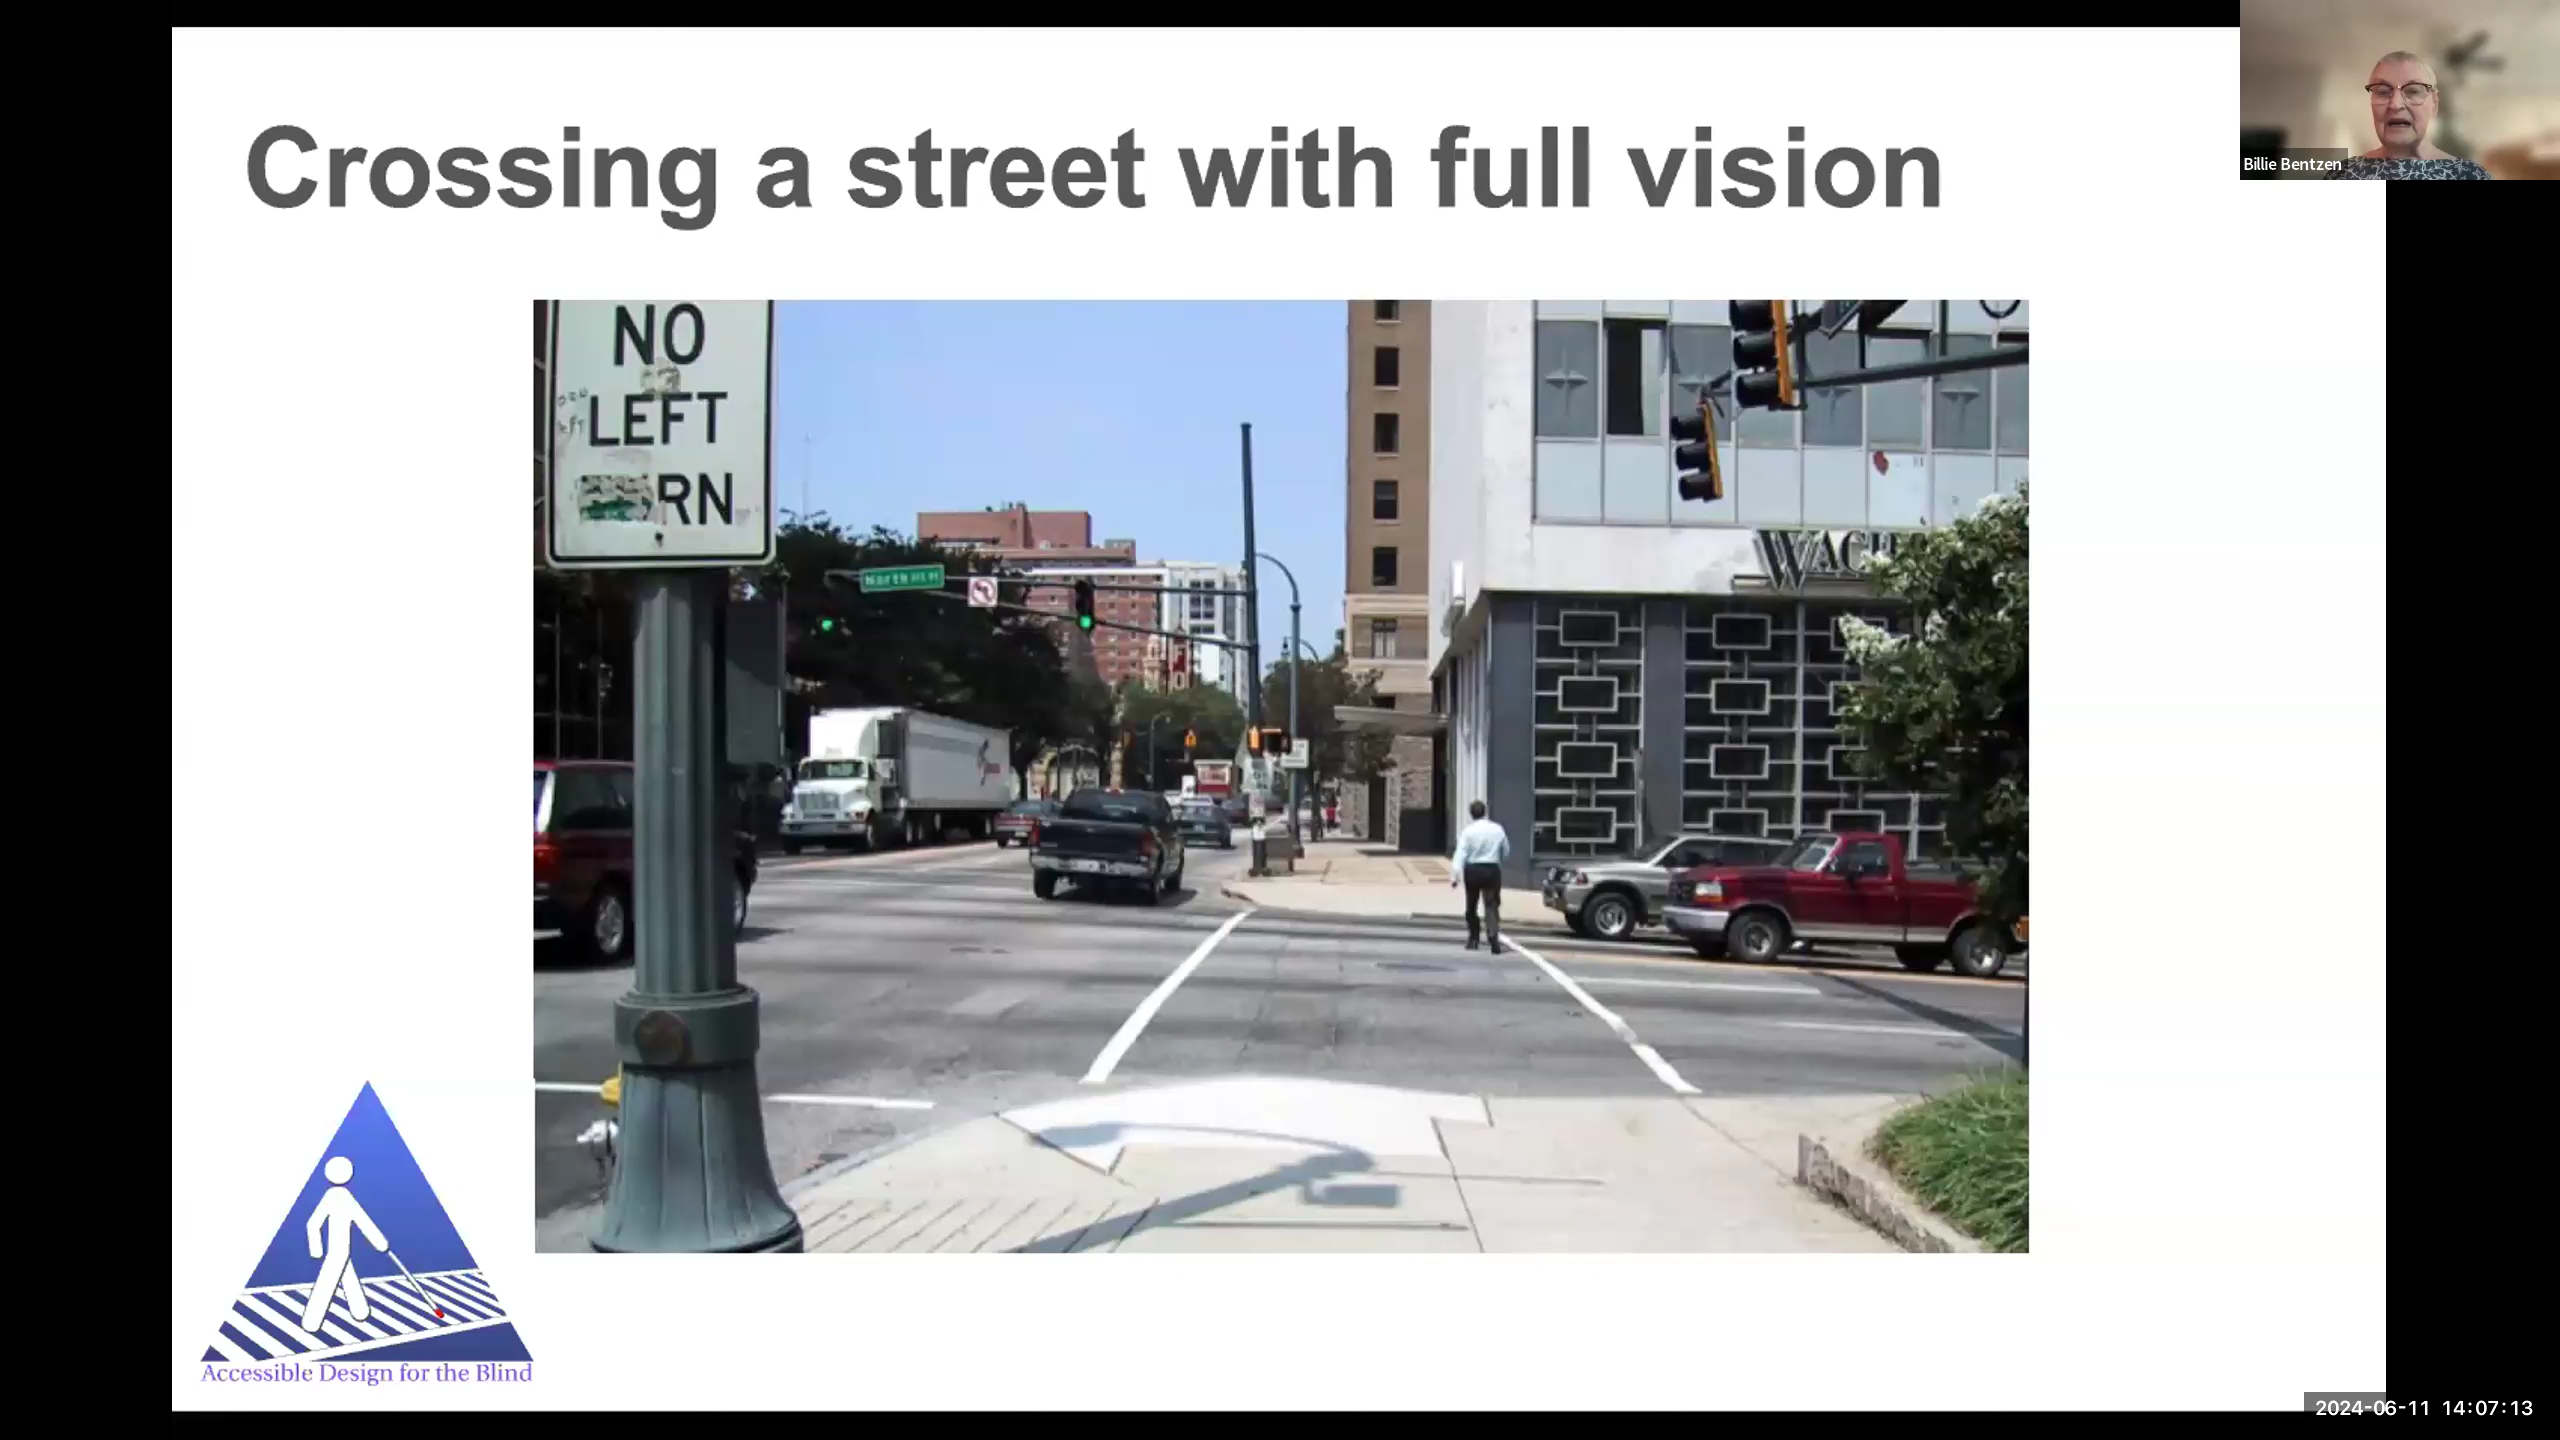 Crossing a street with full vision
Billie Bentzen
NO
LEFT
RN
WACH
Accessible Design for the Blind
2024-06-11 14:07:13